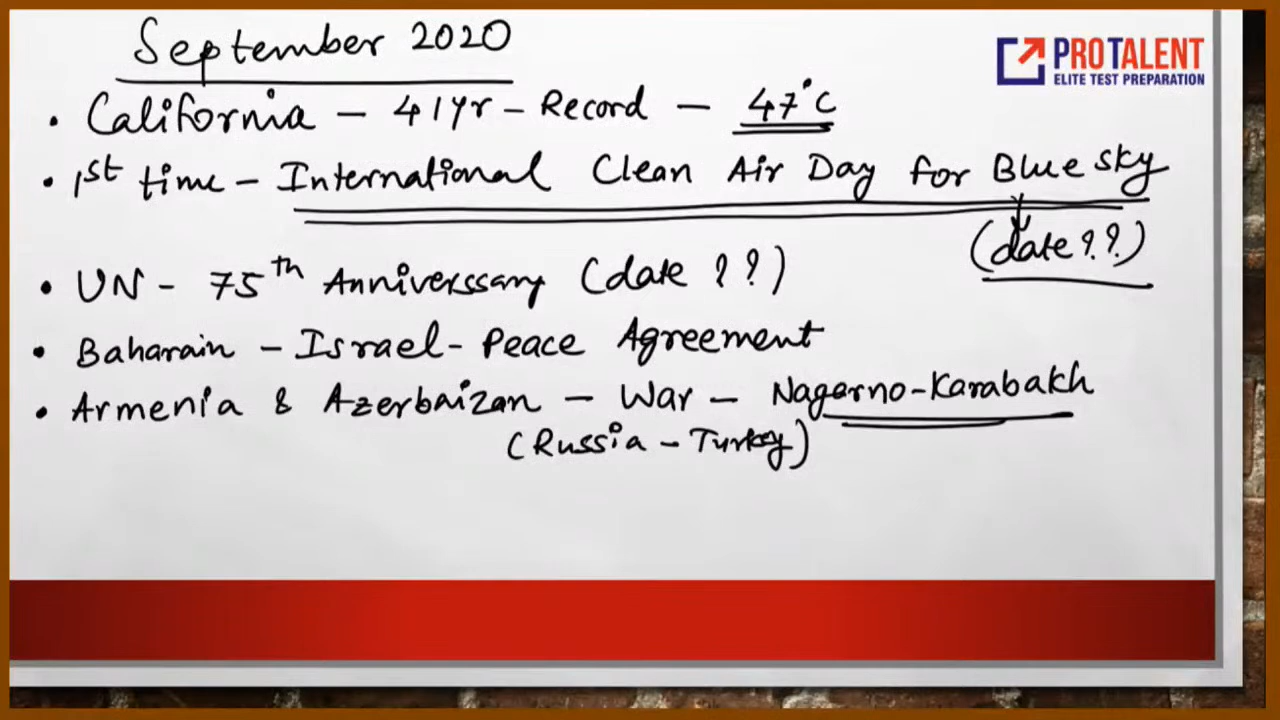 September 2020
PROTALENT
ELITE TEST PREPARATION
• California – 41yr – Record – 47°C
• 1st time – International Clean Air Day for Blue sky
(date ??)
• UN – 75th Anniverssary (date ??)
• Baharain – Israel – Peace Agreement
• Armenia & Azerbaizan – War – Nagarno-Karabakh
(Russia – Turkey)